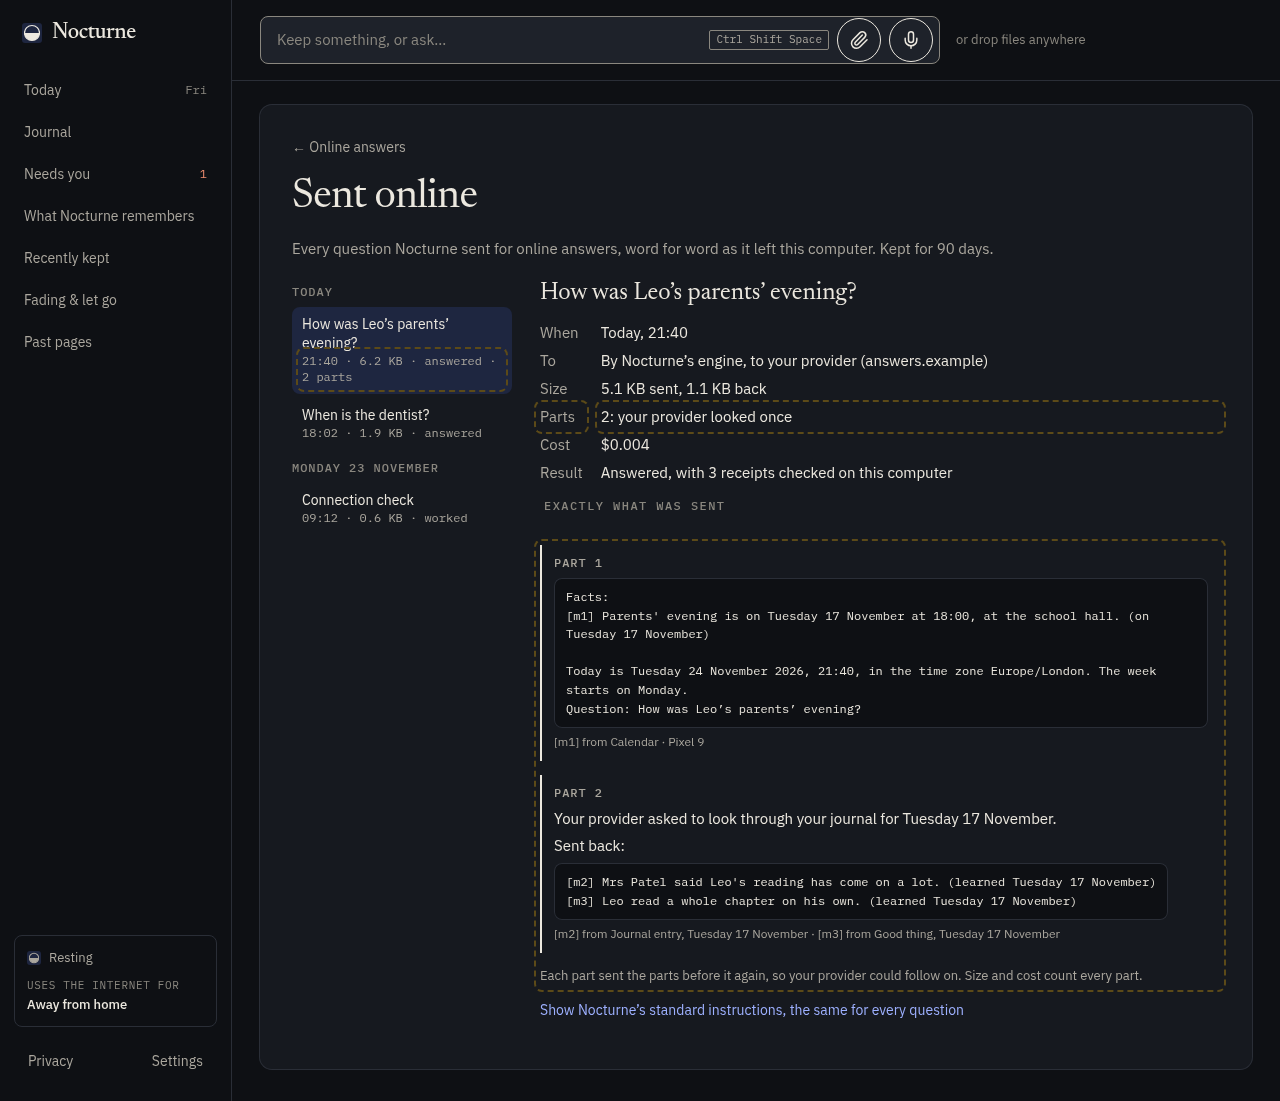 Nocturne
Today Fri
Journal
Needs you 1
What Nocturne remembers
Recently kept
Fading & let go
Past pages
Resting
USES THE INTERNET FOR
Away from home
Privacy Settings
Keep something, or ask… Ctrl Shift Space
or drop files anywhere
← Online answers
Sent online
Every question Nocturne sent for online answers, word for word as it left this computer. Kept for 90 days.
TODAY
How was Leo’s parents’
evening?
21:40 · 6.2 KB · answered ·
2 parts
When is the dentist?
18:02 · 1.9 KB · answered
MONDAY 23 NOVEMBER
Connection check
09:12 · 0.6 KB · worked
How was Leo’s parents’ evening?
When Today, 21:40
To By Nocturne’s engine, to your provider (answers.example)
Size 5.1 KB sent, 1.1 KB back
Parts 2: your provider looked once
Cost $0.004
Result Answered, with 3 receipts checked on this computer
EXACTLY WHAT WAS SENT
PART 1
Facts:
[m1] Parents' evening is on Tuesday 17 November at 18:00, at the school hall. (on
Tuesday 17 November)
Today is Tuesday 24 November 2026, 21:40, in the time zone Europe/London. The week
starts on Monday.
Question: How was Leo’s parents’ evening?
[m1] from Calendar · Pixel 9
PART 2
Your provider asked to look through your journal for Tuesday 17 November.
Sent back:
[m2] Mrs Patel said Leo's reading has come on a lot. (learned Tuesday 17 November)
[m3] Leo read a whole chapter on his own. (learned Tuesday 17 November)
[m2] from Journal entry, Tuesday 17 November · [m3] from Good thing, Tuesday 17 November
Each part sent the parts before it again, so your provider could follow on. Size and cost count every part.
Show Nocturne’s standard instructions, the same for every question